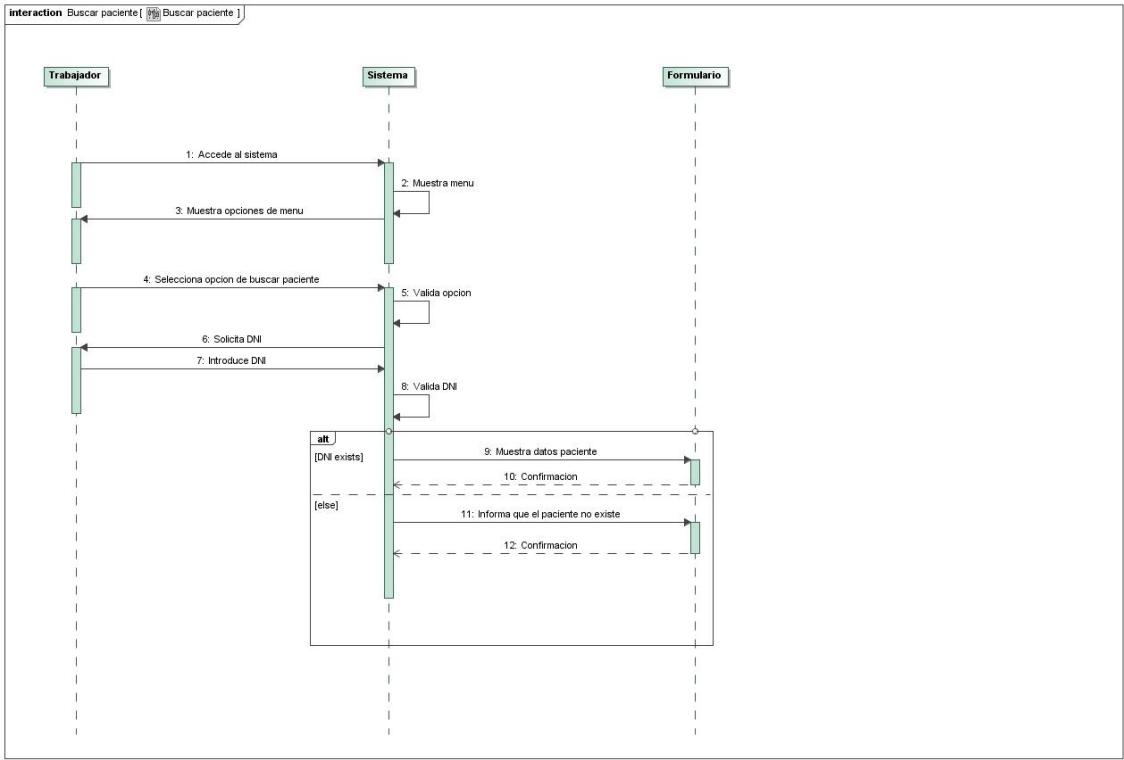 interaction Buscar paciente [ Buscar paciente ]
Trabajador Sistema Formulario
1: Accede al sistema
2: Muestra menu
3: Muestra opciones de menu
4: Selecciona opcion de buscar paciente
5: Valida opcion
6: Solicita DNI
7: Introduce DNI
8: Valida DNI
alt
[DNI exists]
9: Muestra datos paciente
10: Confirmacion
[else]
11: Informa que el paciente no existe
12: Confirmacion